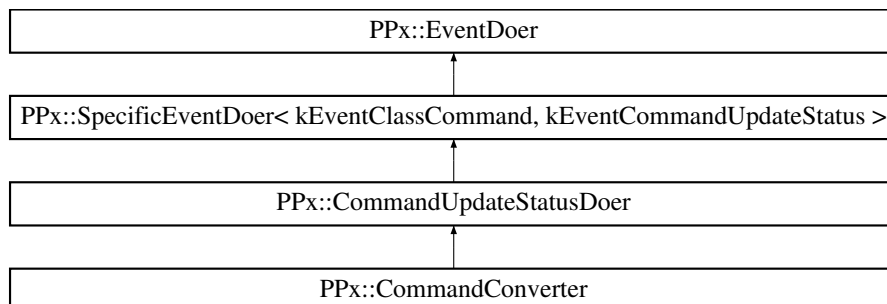 PPx::EventDoer
PPx::SpecificEventDoer< kEventClassCommand, kEventCommandUpdateStatus >
PPx::CommandUpdateStatusDoer
PPx::CommandConverter